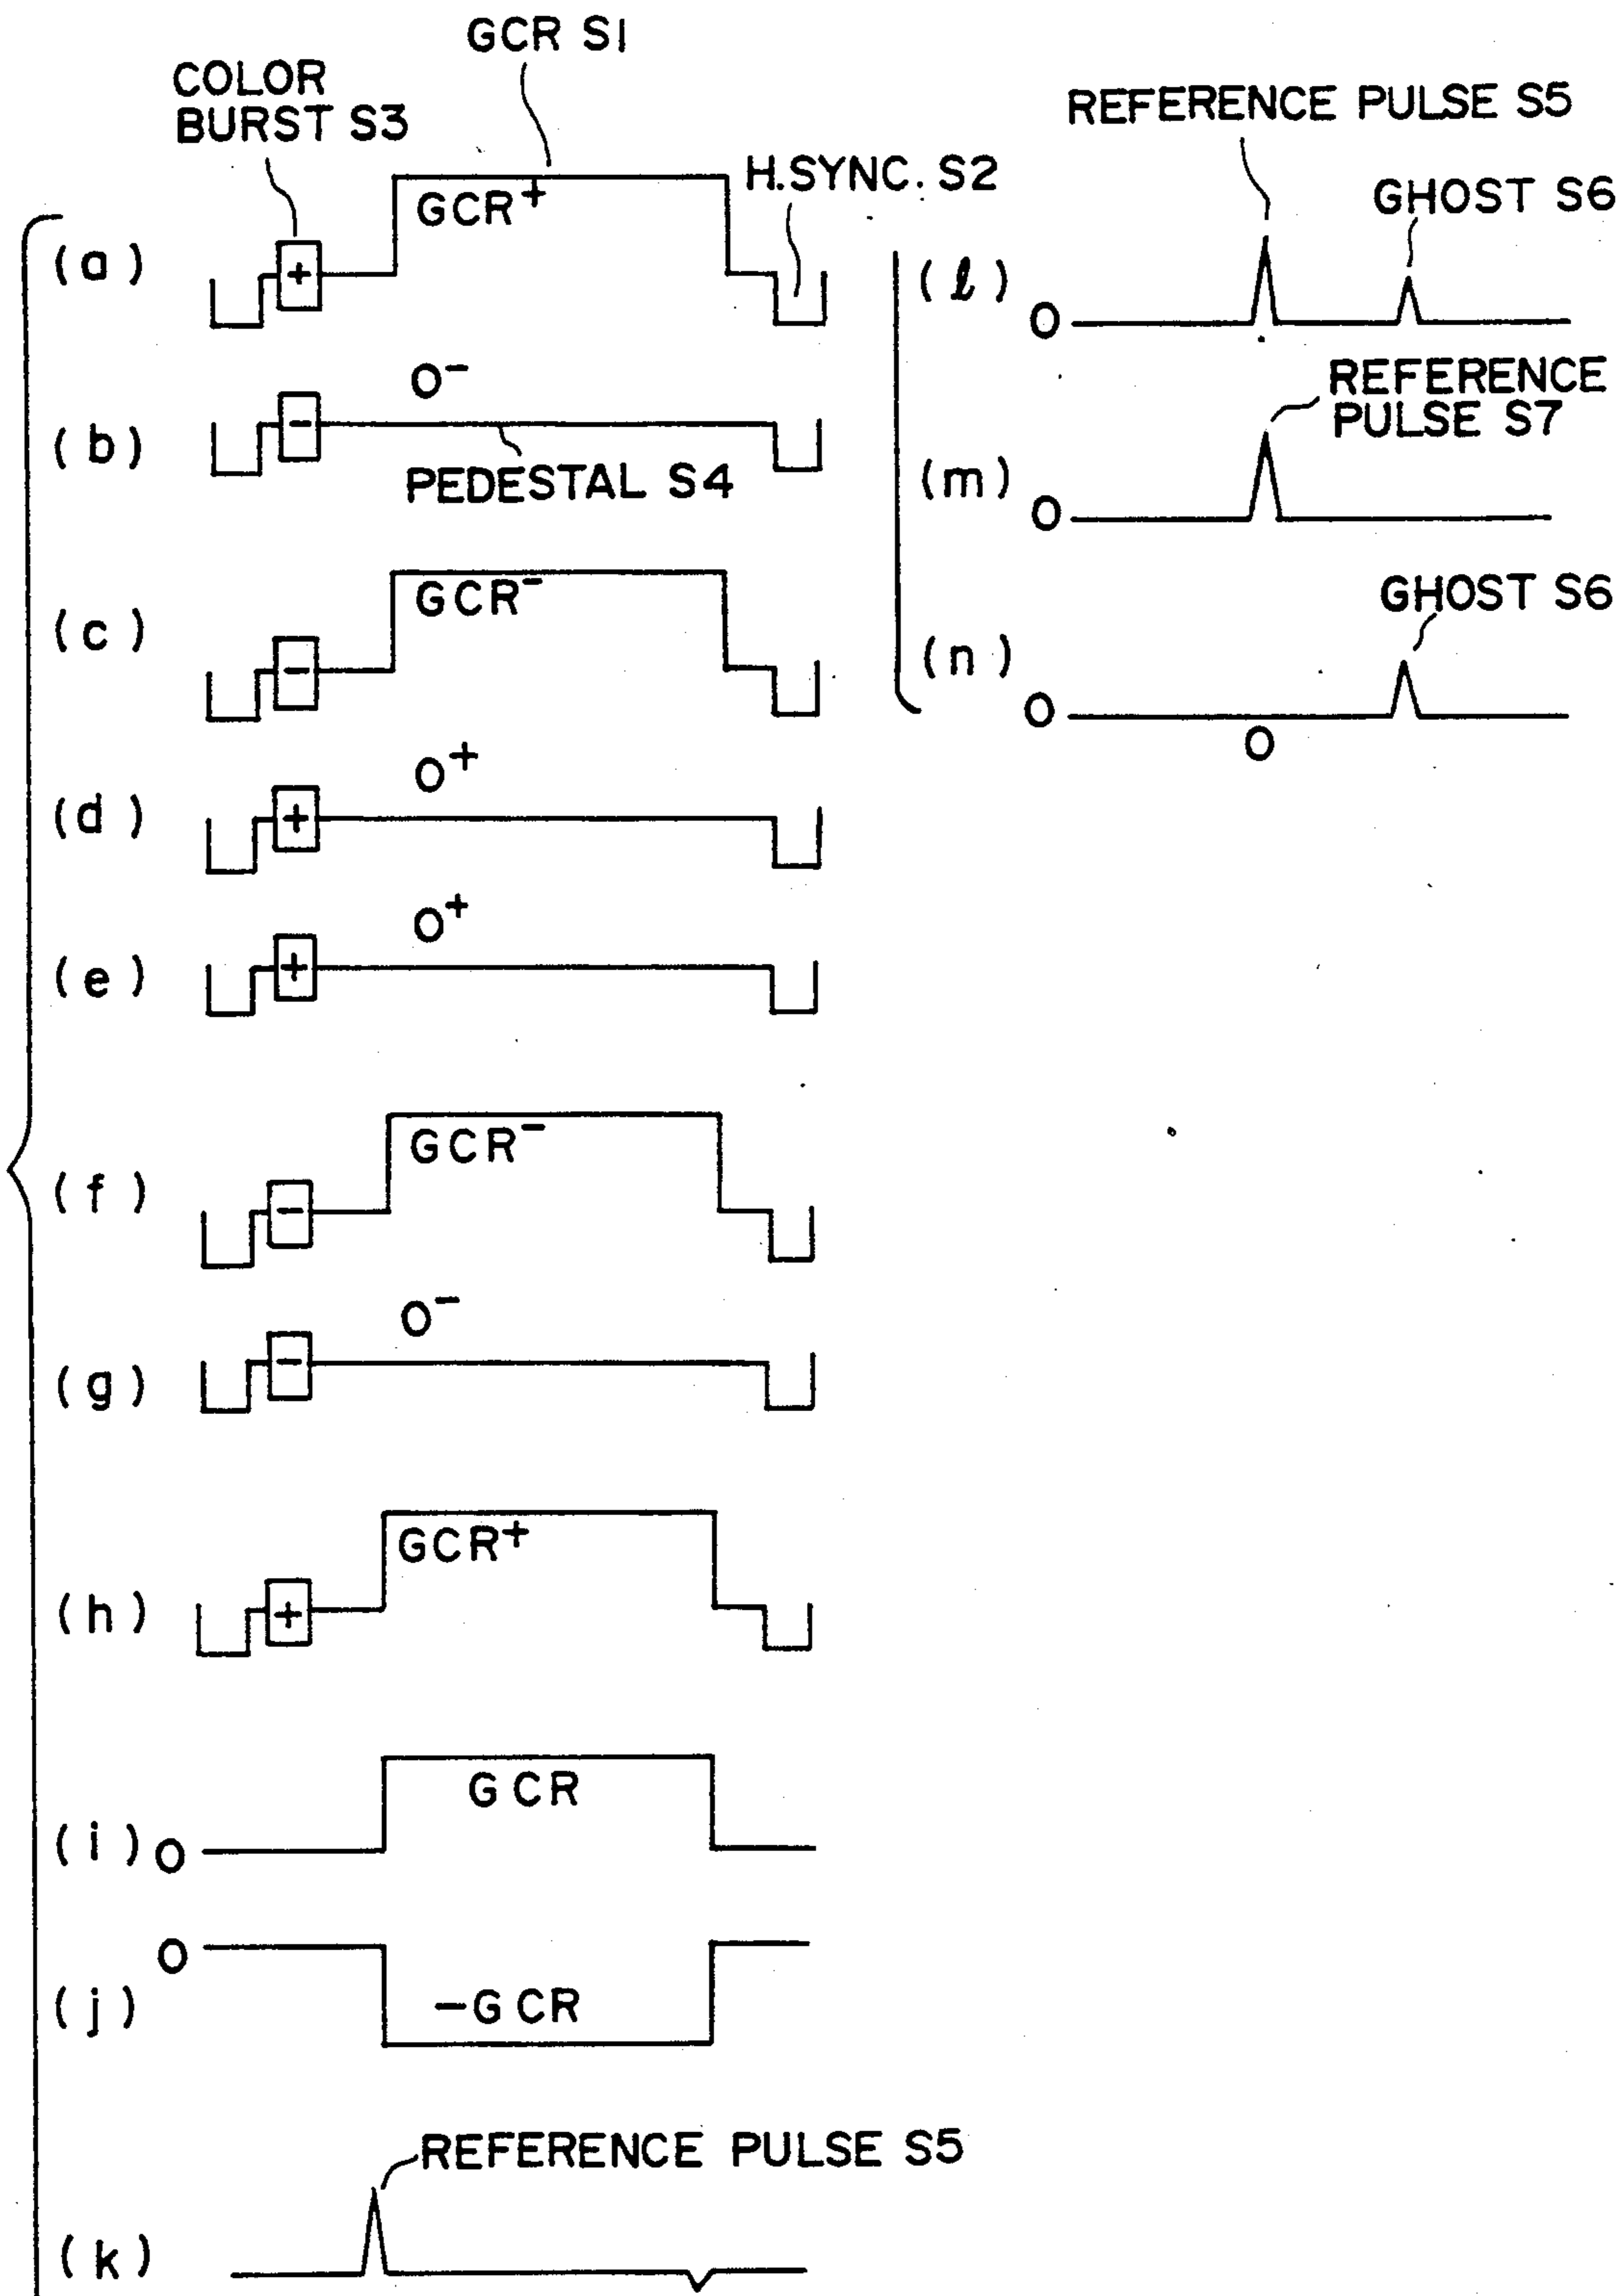 GCR S1
COLOR
BURST S3
H.SYNC. S2
GCR+
(a) +
O-
(b) -
PEDESTAL S4
GCR-
(c) -
O+
(d) +
O+
(e) +
GCR-
(f) -
O-
(g) -
GCR+
(h) +
GCR
(i) O
O
(j) -GCR
REFERENCE PULSE S5
(k)
REFERENCE PULSE S5
GHOST S6
(l) O
REFERENCE
PULSE S7
(m) O
GHOST S6
(n) O
O